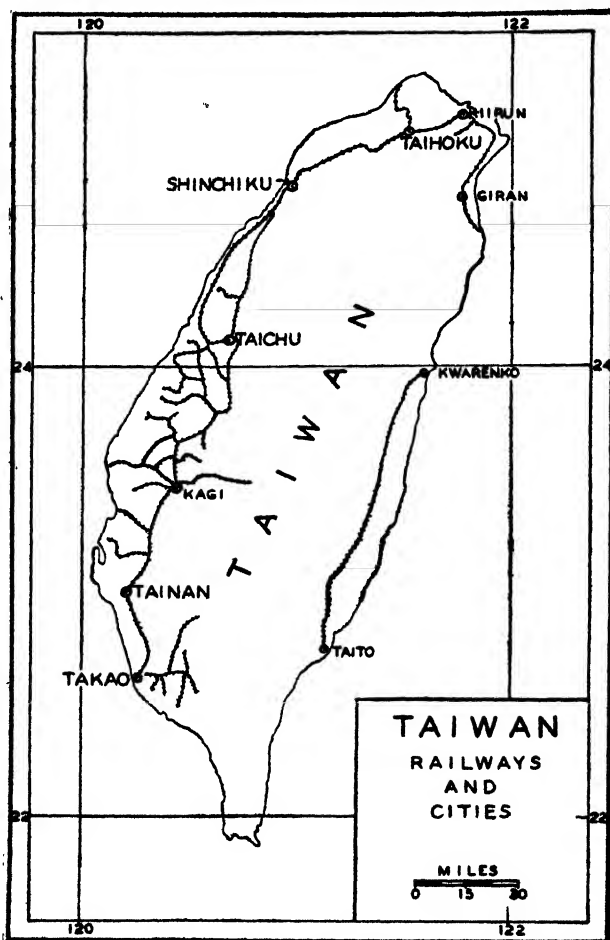 120
122
KIIRUN
TAIHOKU
SHINCHIKU
GIRAN
TAICHU
24
24
KWARENKO
TAIWAN
KAGI
TAINAN
TAITO
TAKAO
TAIWAN
RAILWAYS
AND
CITIES
22
22
MILES
0 15 30
120
122